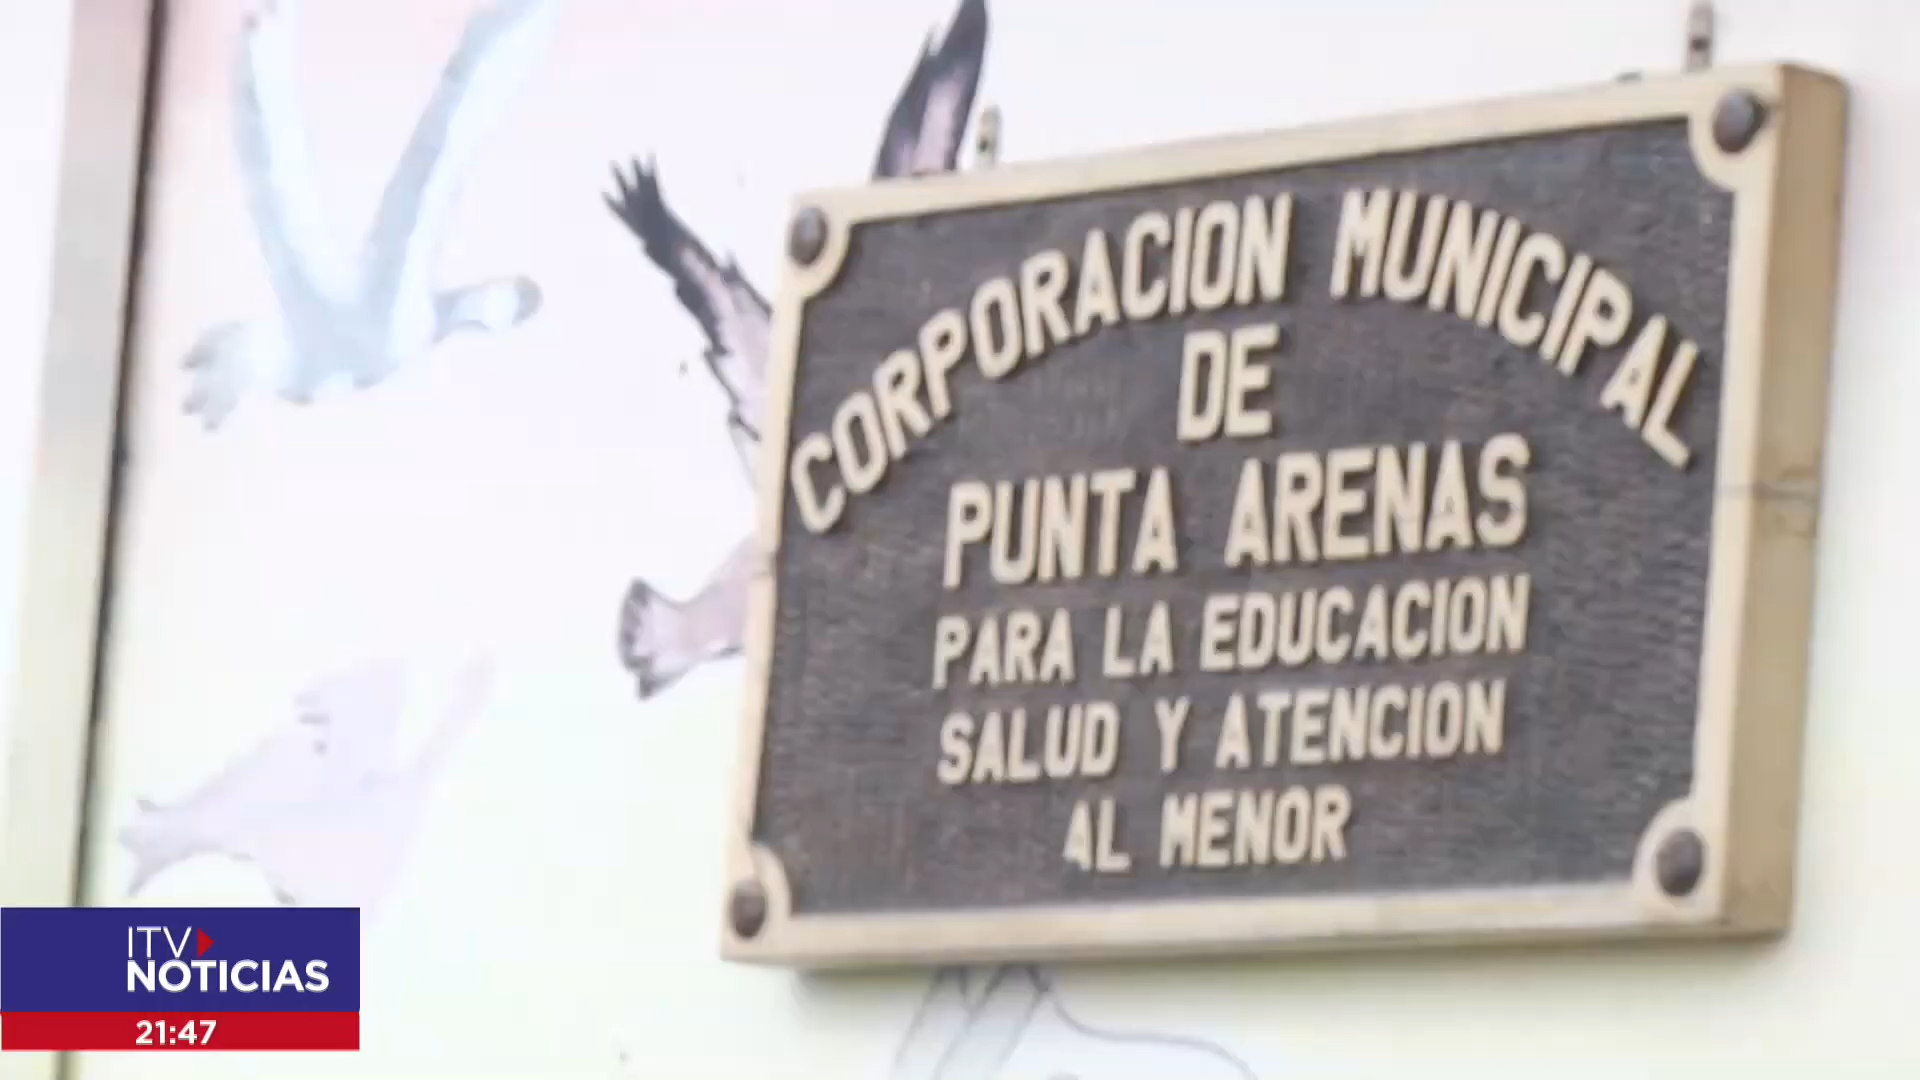 CORPORACION MUNICIPAL
DE
PUNTA ARENAS
PARA LA EDUCACION
SALUD Y ATENCION
AL MENOR
ITV
NOTICIAS
21:47